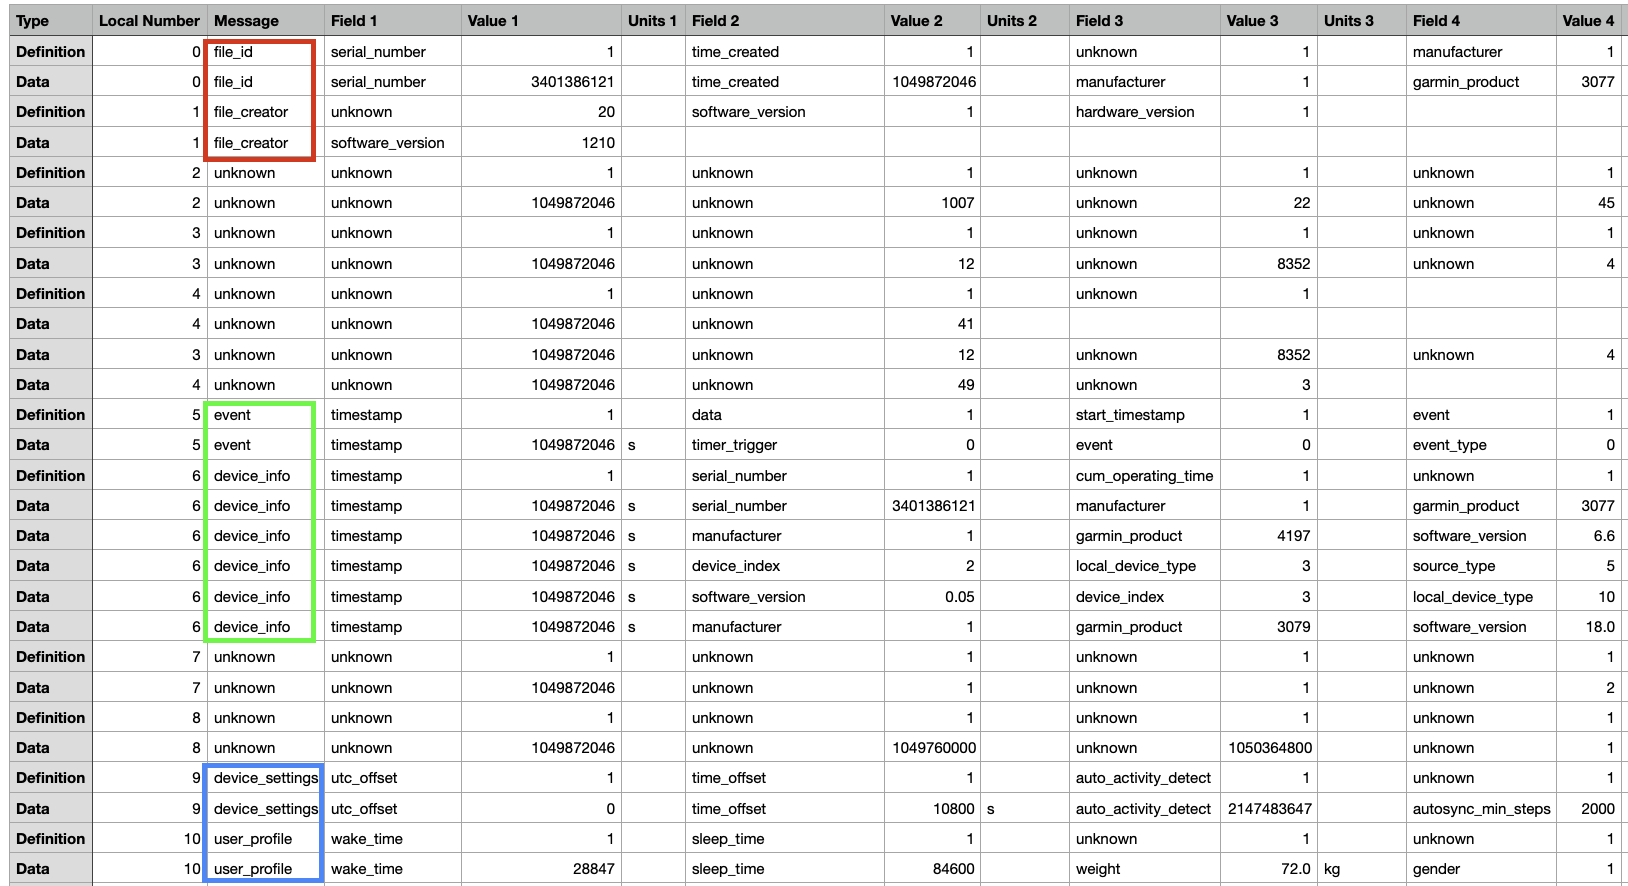 Type Local Number Message Field 1 Value 1 Units 1 Field 2 Value 2 Units 2 Field 3 Value 3 Units 3 Field 4 Value 4
Definition 0 file_id serial_number 1 time_created 1 unknown 1 manufacturer 1
Data 0 file_id serial_number 3401386121 time_created 1049872046 manufacturer 1 garmin_product 3077
Definition 1 file_creator unknown 20 software_version 1 hardware_version 1
Data 1 file_creator software_version 1210
Definition 2 unknown unknown 1 unknown 1 unknown 1 unknown 1
Data 2 unknown unknown 1049872046 unknown 1007 unknown 22 unknown 45
Definition 3 unknown unknown 1 unknown 1 unknown 1 unknown 1
Data 3 unknown unknown 1049872046 unknown 12 unknown 8352 unknown 4
Definition 4 unknown unknown 1 unknown 1 unknown 1
Data 4 unknown unknown 1049872046 unknown 41
Data 3 unknown unknown 1049872046 unknown 12 unknown 8352 unknown 4
Data 4 unknown unknown 1049872046 unknown 49 unknown 3
Definition 5 event timestamp 1 data 1 start_timestamp 1 event 1
Data 5 event timestamp 1049872046 s timer_trigger 0 event 0 event_type 0
Definition 6 device_info timestamp 1 serial_number 1 cum_operating_time 1 unknown 1
Data 6 device_info timestamp 1049872046 s serial_number 3401386121 manufacturer 1 garmin_product 3077
Data 6 device_info timestamp 1049872046 s manufacturer 1 garmin_product 4197 software_version 6.6
Data 6 device_info timestamp 1049872046 s device_index 2 local_device_type 3 source_type 5
Data 6 device_info timestamp 1049872046 s software_version 0.05 device_index 3 local_device_type 10
Data 6 device_info timestamp 1049872046 s manufacturer 1 garmin_product 3079 software_version 18.0
Definition 7 unknown unknown 1 unknown 1 unknown 1 unknown 1
Data 7 unknown unknown 1049872046 unknown 1 unknown 1 unknown 2
Definition 8 unknown unknown 1 unknown 1 unknown 1 unknown 1
Data 8 unknown unknown 1049872046 unknown 1049760000 unknown 1050364800 unknown 1
Definition 9 device_settings utc_offset 1 time_offset 1 auto_activity_detect 1 unknown 1
Data 9 device_settings utc_offset 0 time_offset 10800 s auto_activity_detect 2147483647 autosync_min_steps 2000
Definition 10 user_profile wake_time 1 sleep_time 1 unknown 1 unknown 1
Data 10 user_profile wake_time 28847 sleep_time 84600 weight 72.0 kg gender 1